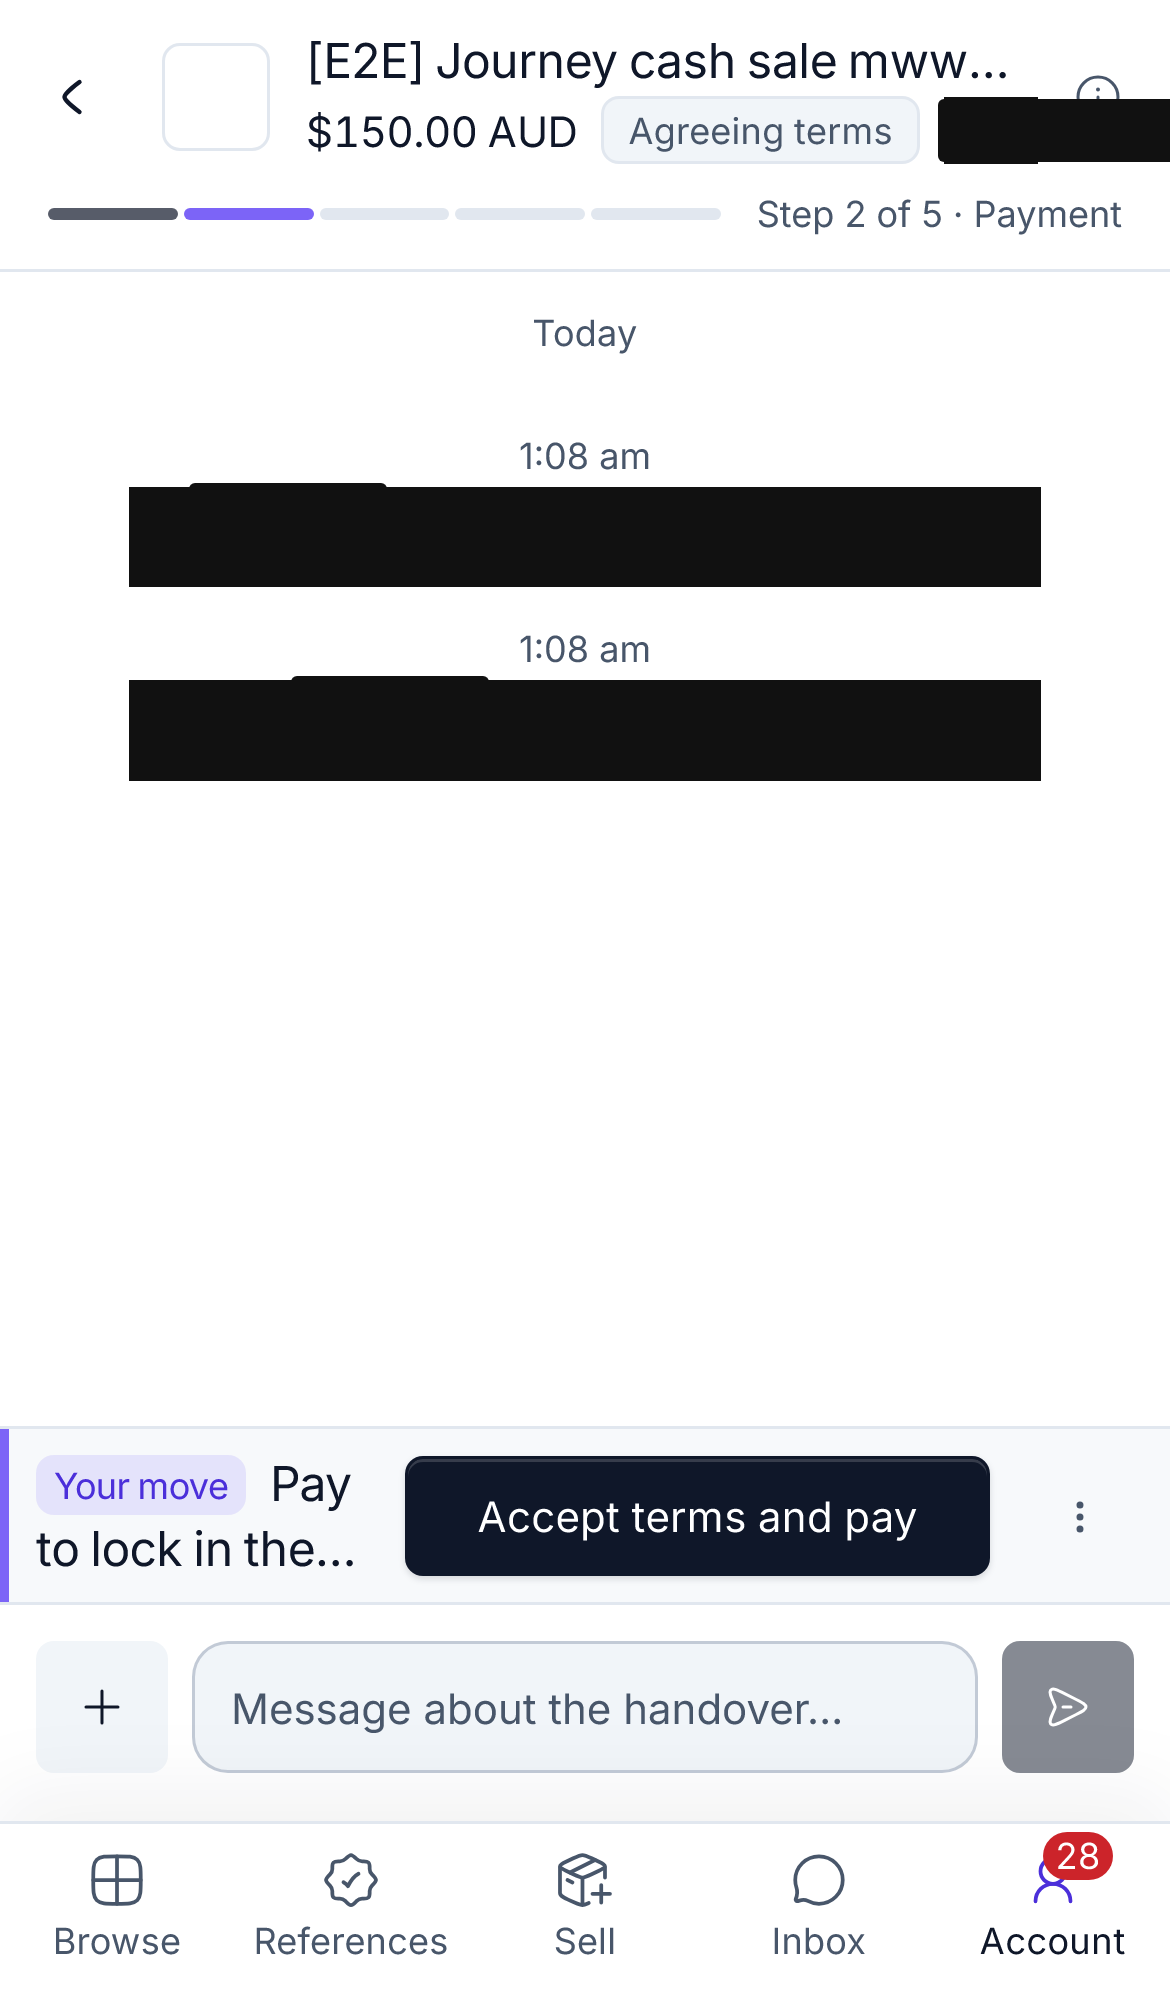 [E2E] Journey cash sale mww...
$150.00 AUD Agreeing terms
Step 2 of 5 · Payment
Today
1:08 am
1:08 am
Your move Pay
to lock in the...
Accept terms and pay
Message about the handover...
28
Browse References Sell Inbox Account